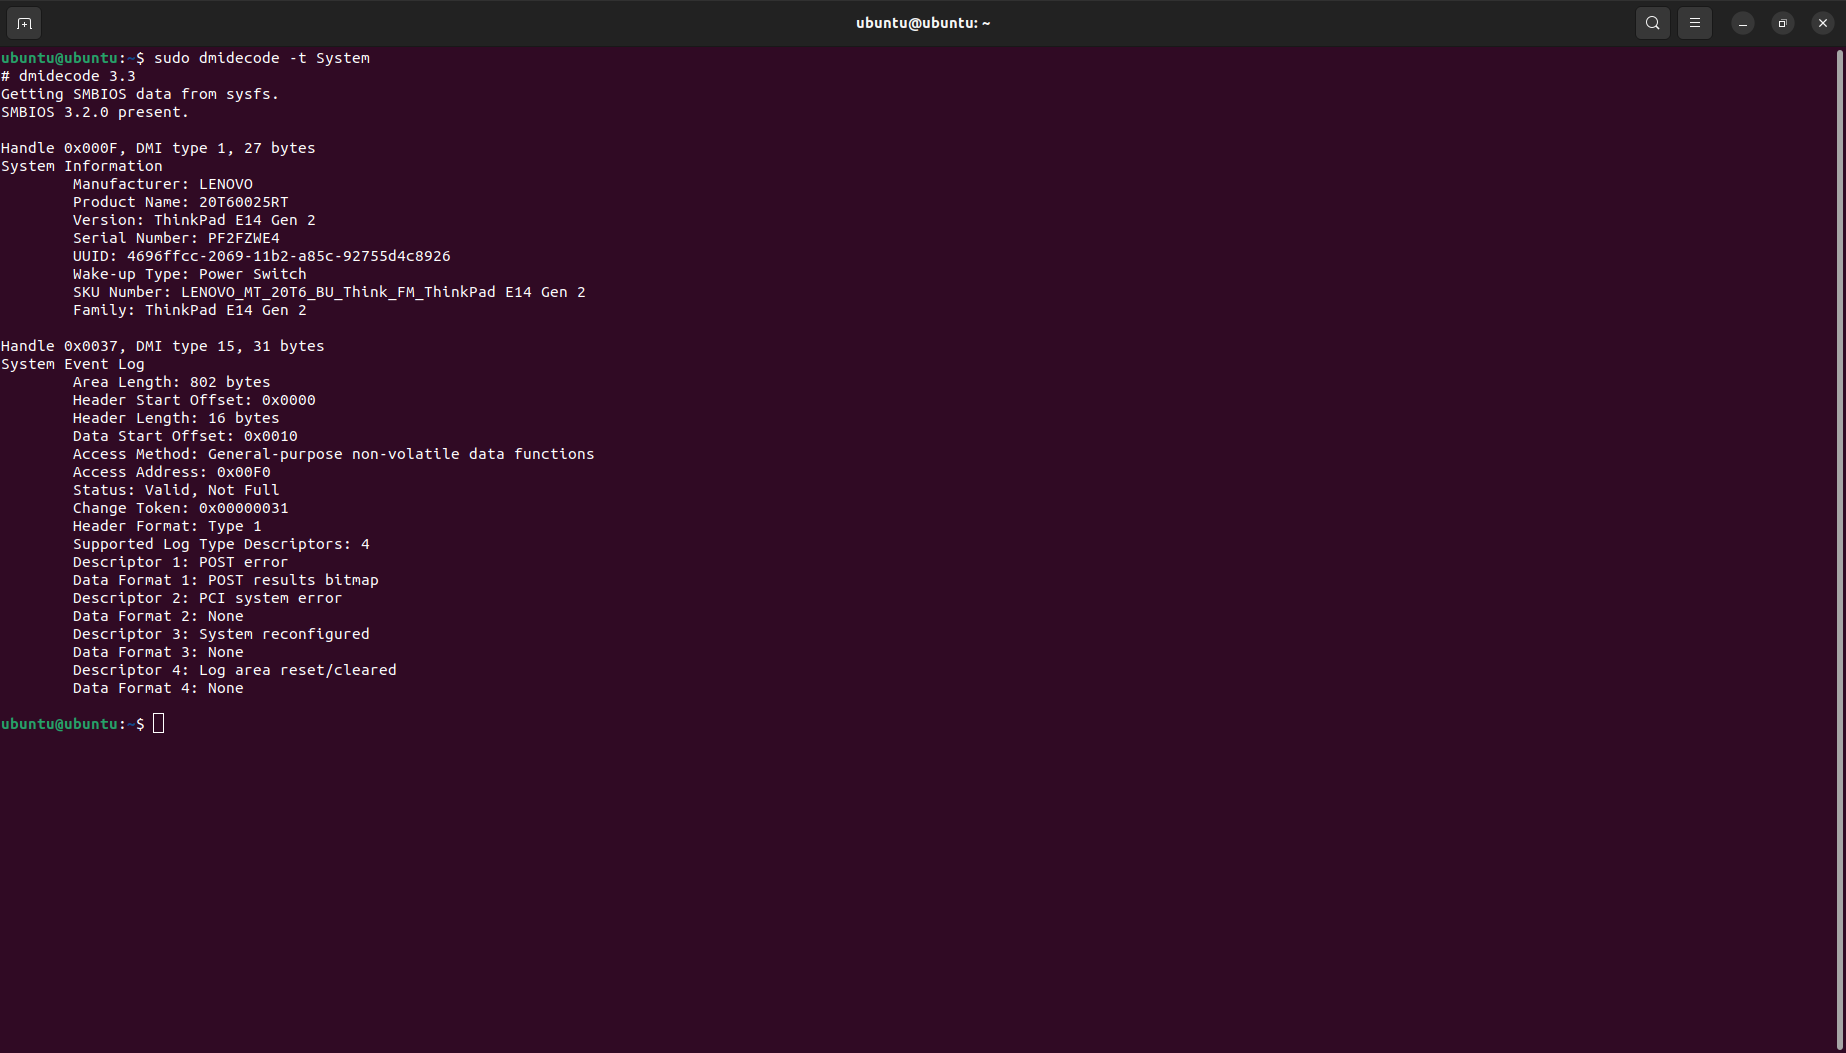 ubuntu@ubuntu: ~
ubuntu@ubuntu:~$ sudo dmidecode -t System
# dmidecode 3.3
Getting SMBIOS data from sysfs.
SMBIOS 3.2.0 present.
Handle 0x000F, DMI type 1, 27 bytes
System Information
Manufacturer: LENOVO
Product Name: 20T60025RT
Version: ThinkPad E14 Gen 2
Serial Number: PF2FZWE4
UUID: 4696ffcc-2069-11b2-a85c-92755d4c8926
Wake-up Type: Power Switch
SKU Number: LENOVO_MT_20T6_BU_Think_FM_ThinkPad E14 Gen 2
Family: ThinkPad E14 Gen 2
Handle 0x0037, DMI type 15, 31 bytes
System Event Log
Area Length: 802 bytes
Header Start Offset: 0x0000
Header Length: 16 bytes
Data Start Offset: 0x0010
Access Method: General-purpose non-volatile data functions
Access Address: 0x00F0
Status: Valid, Not Full
Change Token: 0x00000031
Header Format: Type 1
Supported Log Type Descriptors: 4
Descriptor 1: POST error
Data Format 1: POST results bitmap
Descriptor 2: PCI system error
Data Format 2: None
Descriptor 3: System reconfigured
Data Format 3: None
Descriptor 4: Log area reset/cleared
Data Format 4: None
ubuntu@ubuntu:~$